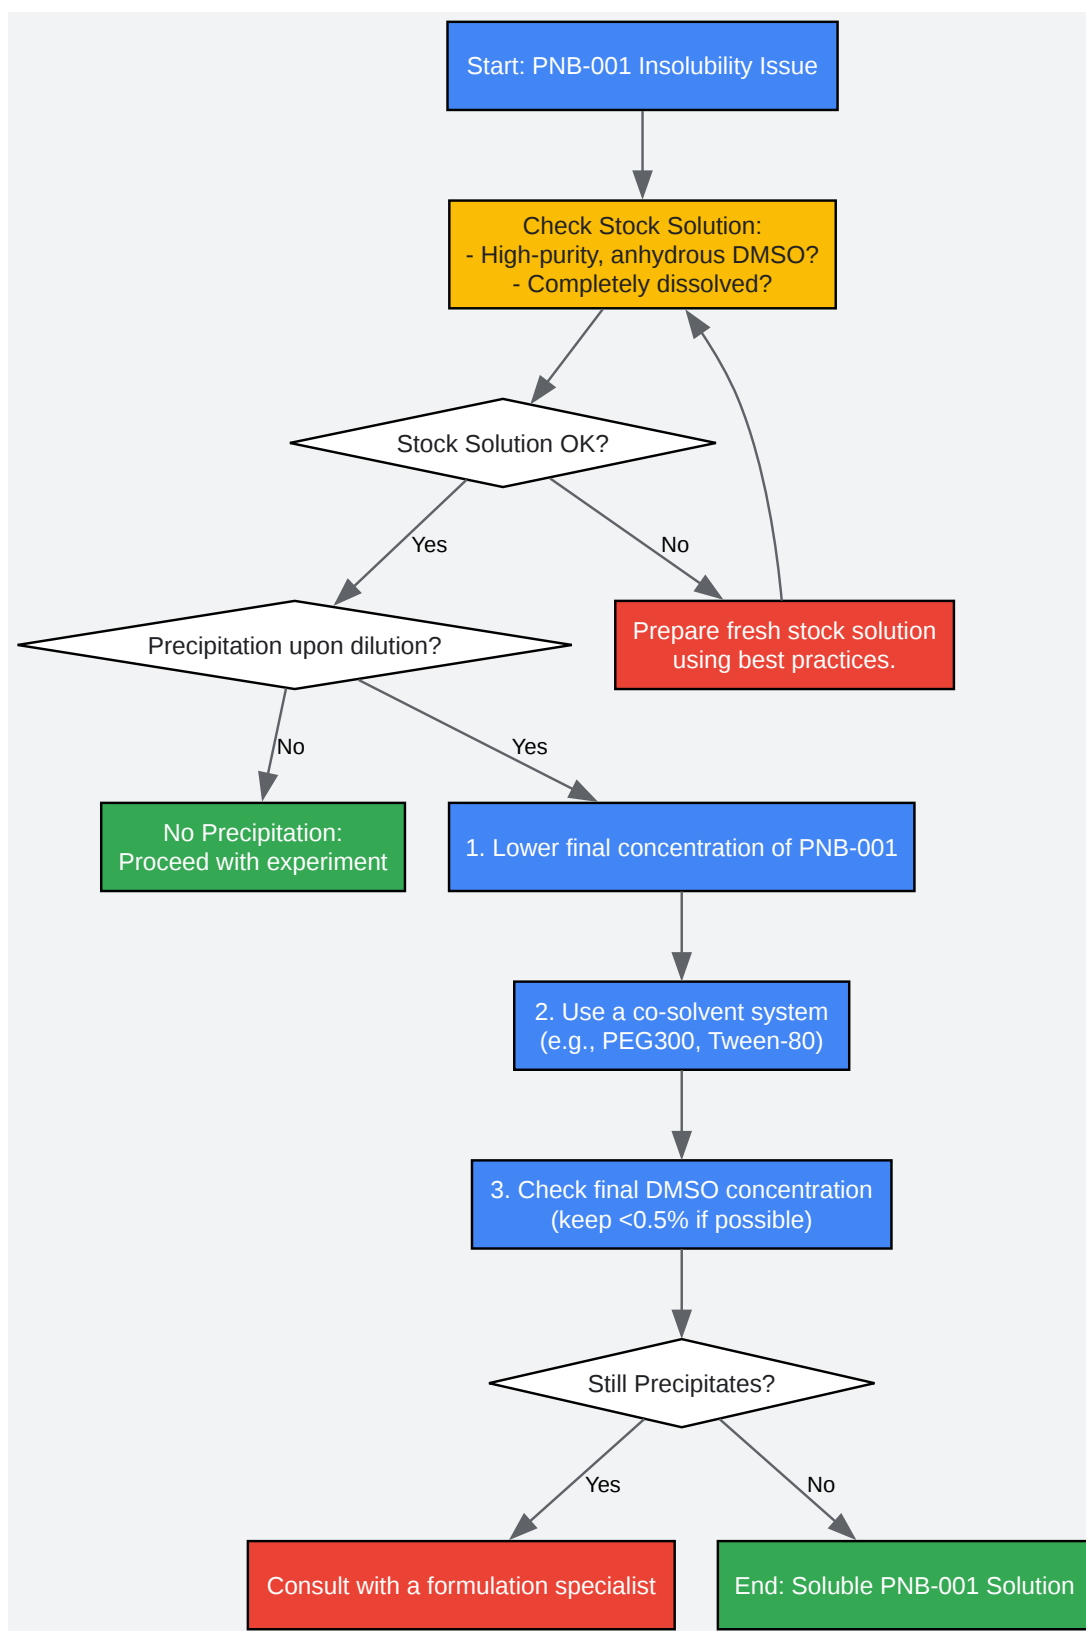 Start: PNB-001 Insolubility Issue
Check Stock Solution:
- High-purity, anhydrous DMSO?
- Completely dissolved?
Stock Solution OK?
Yes
No
Precipitation upon dilution?
Prepare fresh stock solution
using best practices.
No
Yes
No Precipitation:
Proceed with experiment
1. Lower final concentration of PNB-001
2. Use a co-solvent system
(e.g., PEG300, Tween-80)
3. Check final DMSO concentration
(keep <0.5% if possible)
Still Precipitates?
Yes
No
Consult with a formulation specialist
End: Soluble PNB-001 Solution